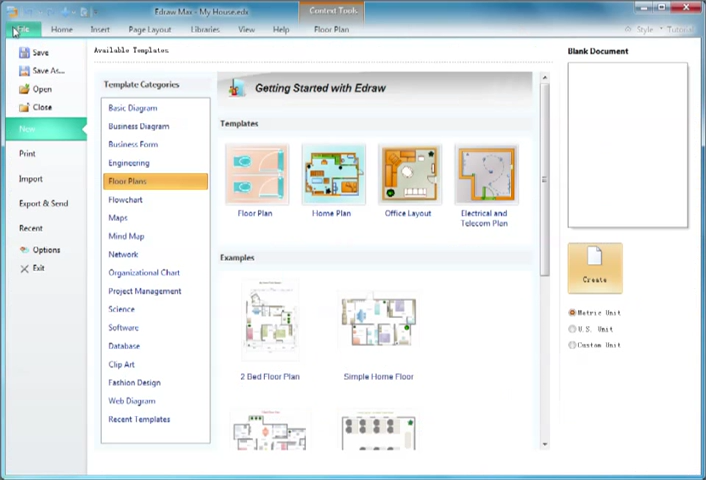 Edraw Max - My House.edx
Context Tools
File Home Insert Page Layout Libraries View Help Floor Plan Style Tutorial
Save
Save As...
Open
Close
New
Print
Import
Export & Send
Recent
Options
Exit
Available Templates
Template Categories
Basic Diagram
Business Diagram
Business Form
Engineering
Floor Plans
Flowchart
Maps
Mind Map
Network
Organizational Chart
Project Management
Science
Software
Database
Clip Art
Fashion Design
Web Diagram
Recent Templates
Getting Started with Edraw
Templates
Floor Plan
Home Plan
Office Layout
Electrical and
Telecom Plan
Examples
2 Bed Floor Plan
Simple Home Floor
Blank Document
Create
Metric Unit
U.S. Unit
Custom Unit